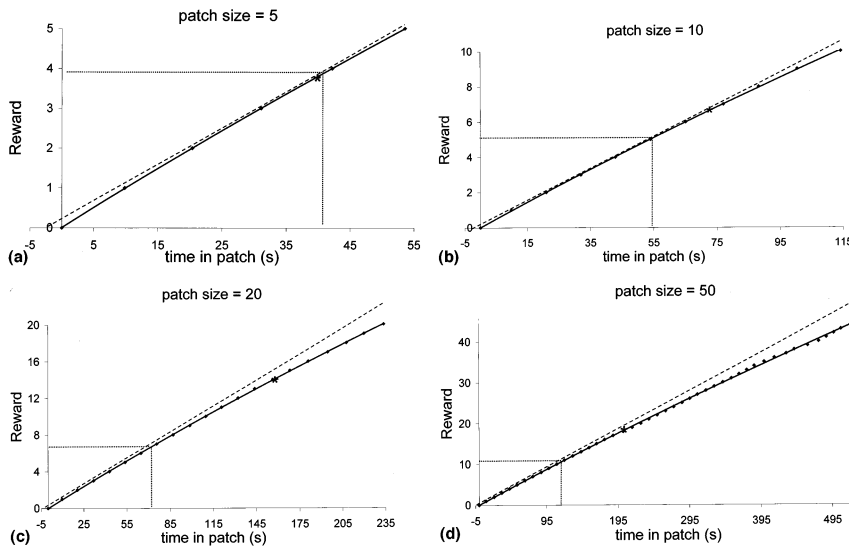 patch size = 5
5
4
3
2
1
0
Reward
-5 5 15 25 35 45 55
(a)
time in patch (s)
patch size = 10
10
8
6
4
2
0
Reward
-5 15 35 55 75 95 115
(b)
time in patch (s)
patch size = 20
20
16
12
8
4
0
Reward
-5 25 55 85 115 145 175 205 235
(c)
time in patch (s)
patch size = 50
40
30
20
10
0
Reward
-5 95 195 295 395 495
(d)
time in patch (s)